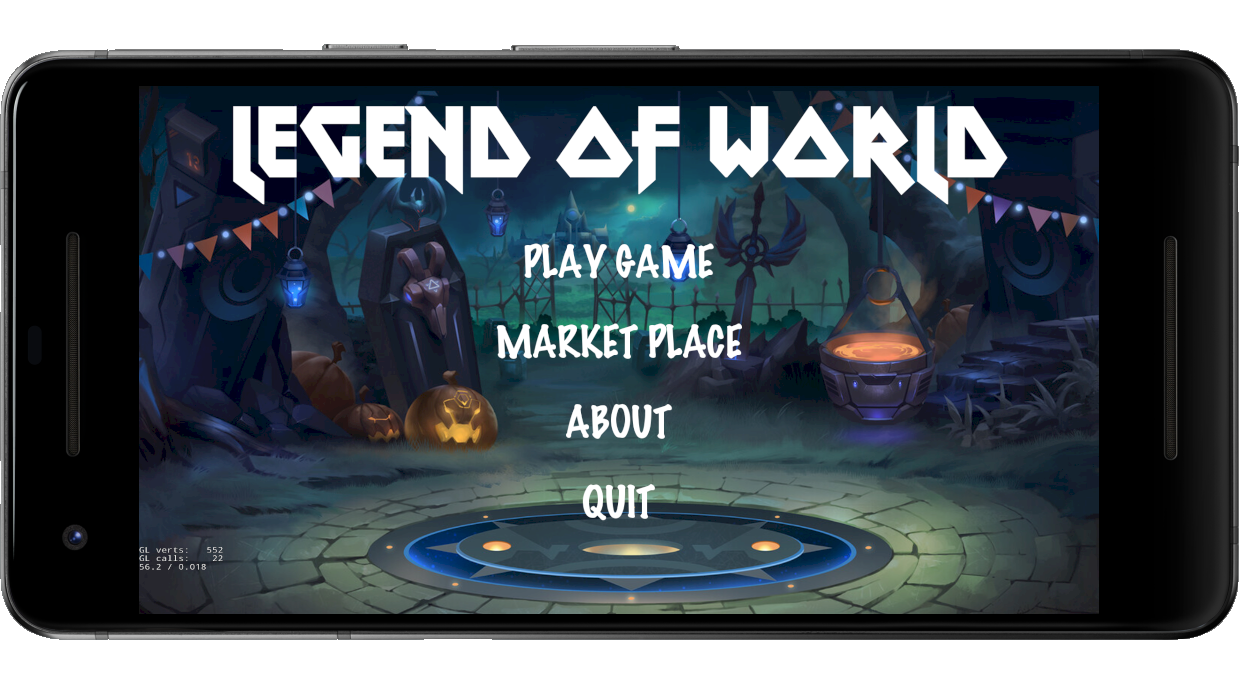 LEGEND OF WORLD
PLAY GAME
MARKET PLACE
ABOUT
QUIT
GL verts: 552
GL calls: 22
56.2 / 0.018